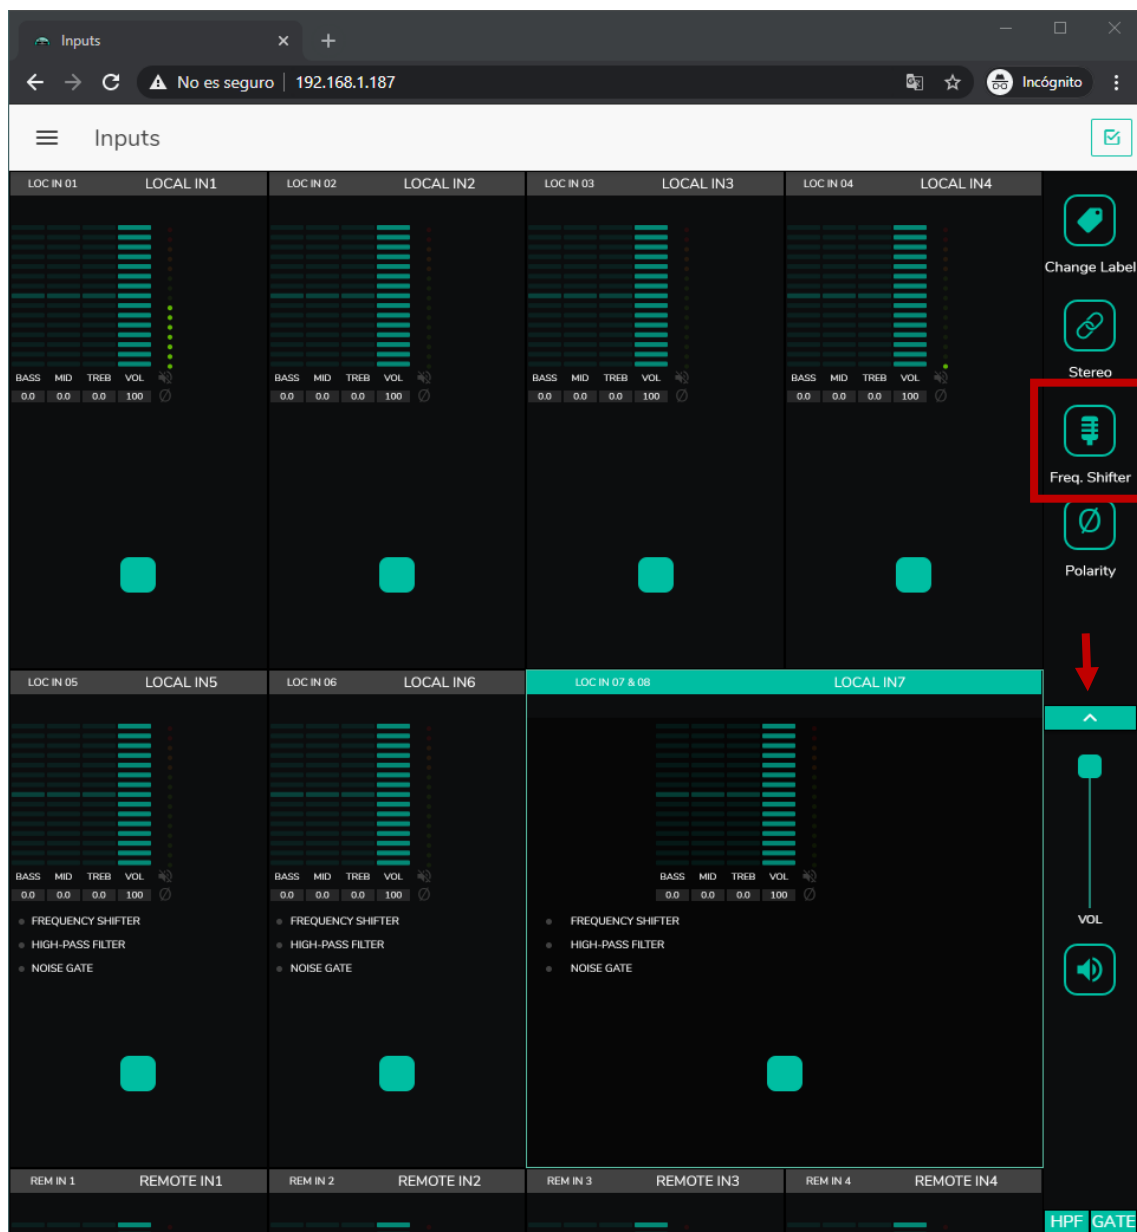 Inputs
No es seguro | 192.168.1.187
Incógnito
Inputs
LOC IN 01 LOCAL IN1
LOC IN 02 LOCAL IN2
LOC IN 03 LOCAL IN3
LOC IN 04 LOCAL IN4
BASS MID TREB VOL
0.0 0.0 0.0 100 Ø
BASS MID TREB VOL
0.0 0.0 0.0 100 Ø
BASS MID TREB VOL
0.0 0.0 0.0 100 Ø
BASS MID TREB VOL
0.0 0.0 0.0 100 Ø
Change Label
Stereo
Freq. Shifter
Ø
Polarity
LOC IN 05 LOCAL IN5
LOC IN 06 LOCAL IN6
LOC IN 07 & 08 LOCAL IN7
BASS MID TREB VOL
0.0 0.0 0.0 100 Ø
FREQUENCY SHIFTER
HIGH-PASS FILTER
NOISE GATE
BASS MID TREB VOL
0.0 0.0 0.0 100 Ø
FREQUENCY SHIFTER
HIGH-PASS FILTER
NOISE GATE
BASS MID TREB VOL
0.0 0.0 0.0 100 Ø
FREQUENCY SHIFTER
HIGH-PASS FILTER
NOISE GATE
VOL
REM IN 1 REMOTE IN1
REM IN 2 REMOTE IN2
REM IN 3 REMOTE IN3
REM IN 4 REMOTE IN4
HPF GATE